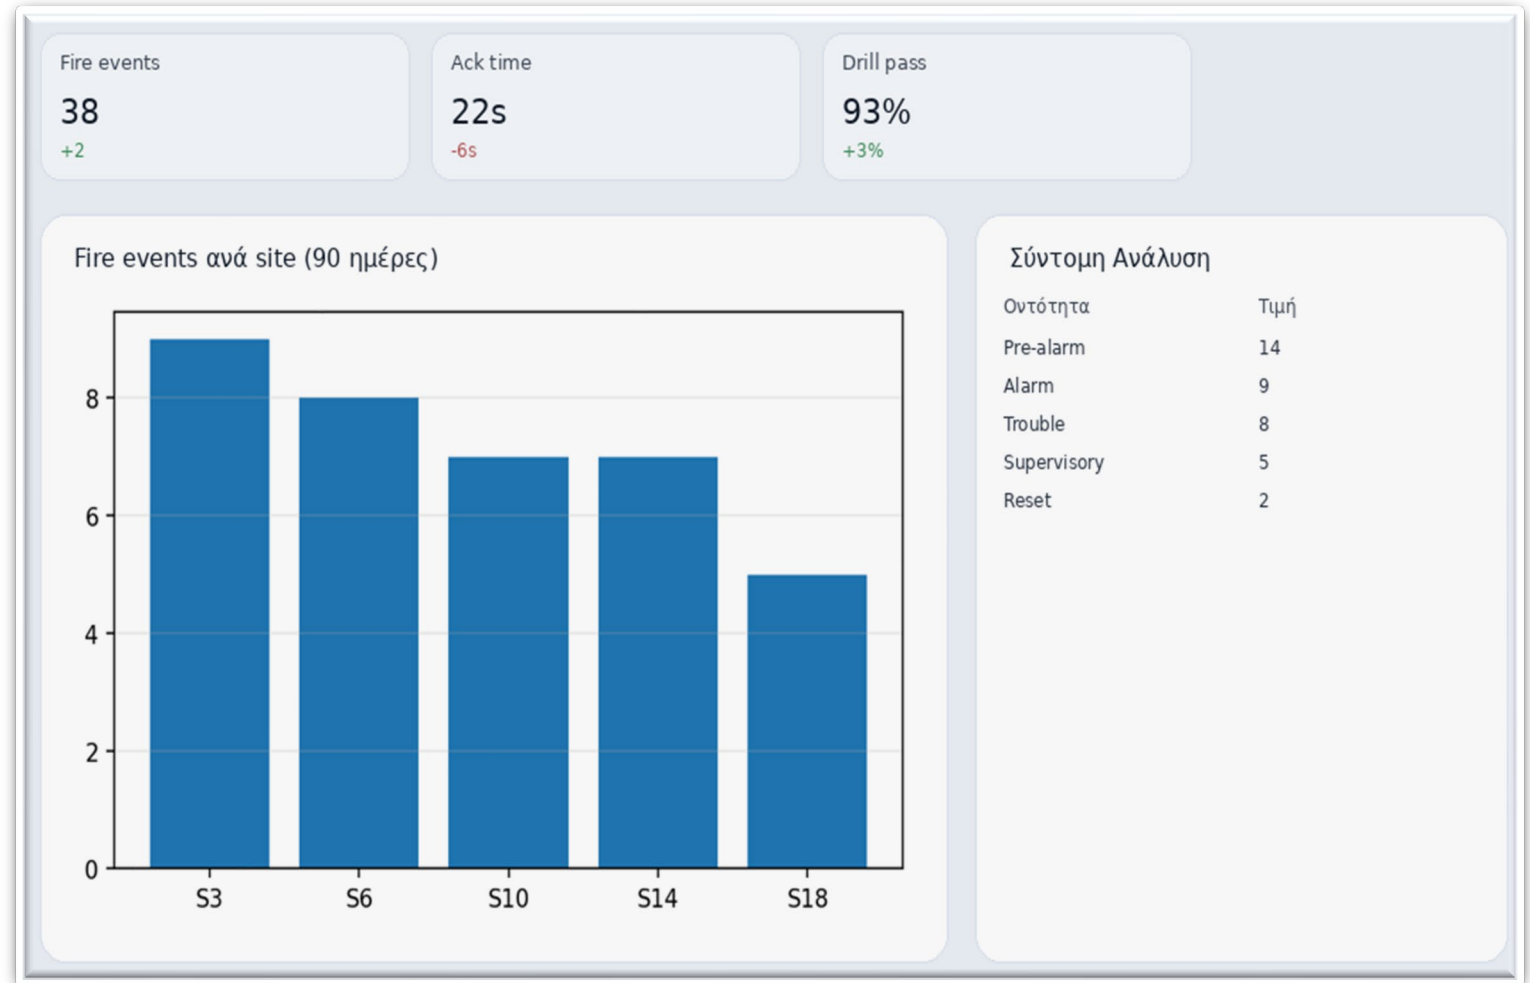 Fire events
38
+2
Ack time
22s
-6s
Drill pass
93%
+3%
Fire events ανά site (90 ημέρες)
8
6
4
2
0
S3 S6 S10 S14 S18
Σύντομη Ανάλυση
Οντότητα Τιμή
Pre-alarm 14
Alarm 9
Trouble 8
Supervisory 5
Reset 2